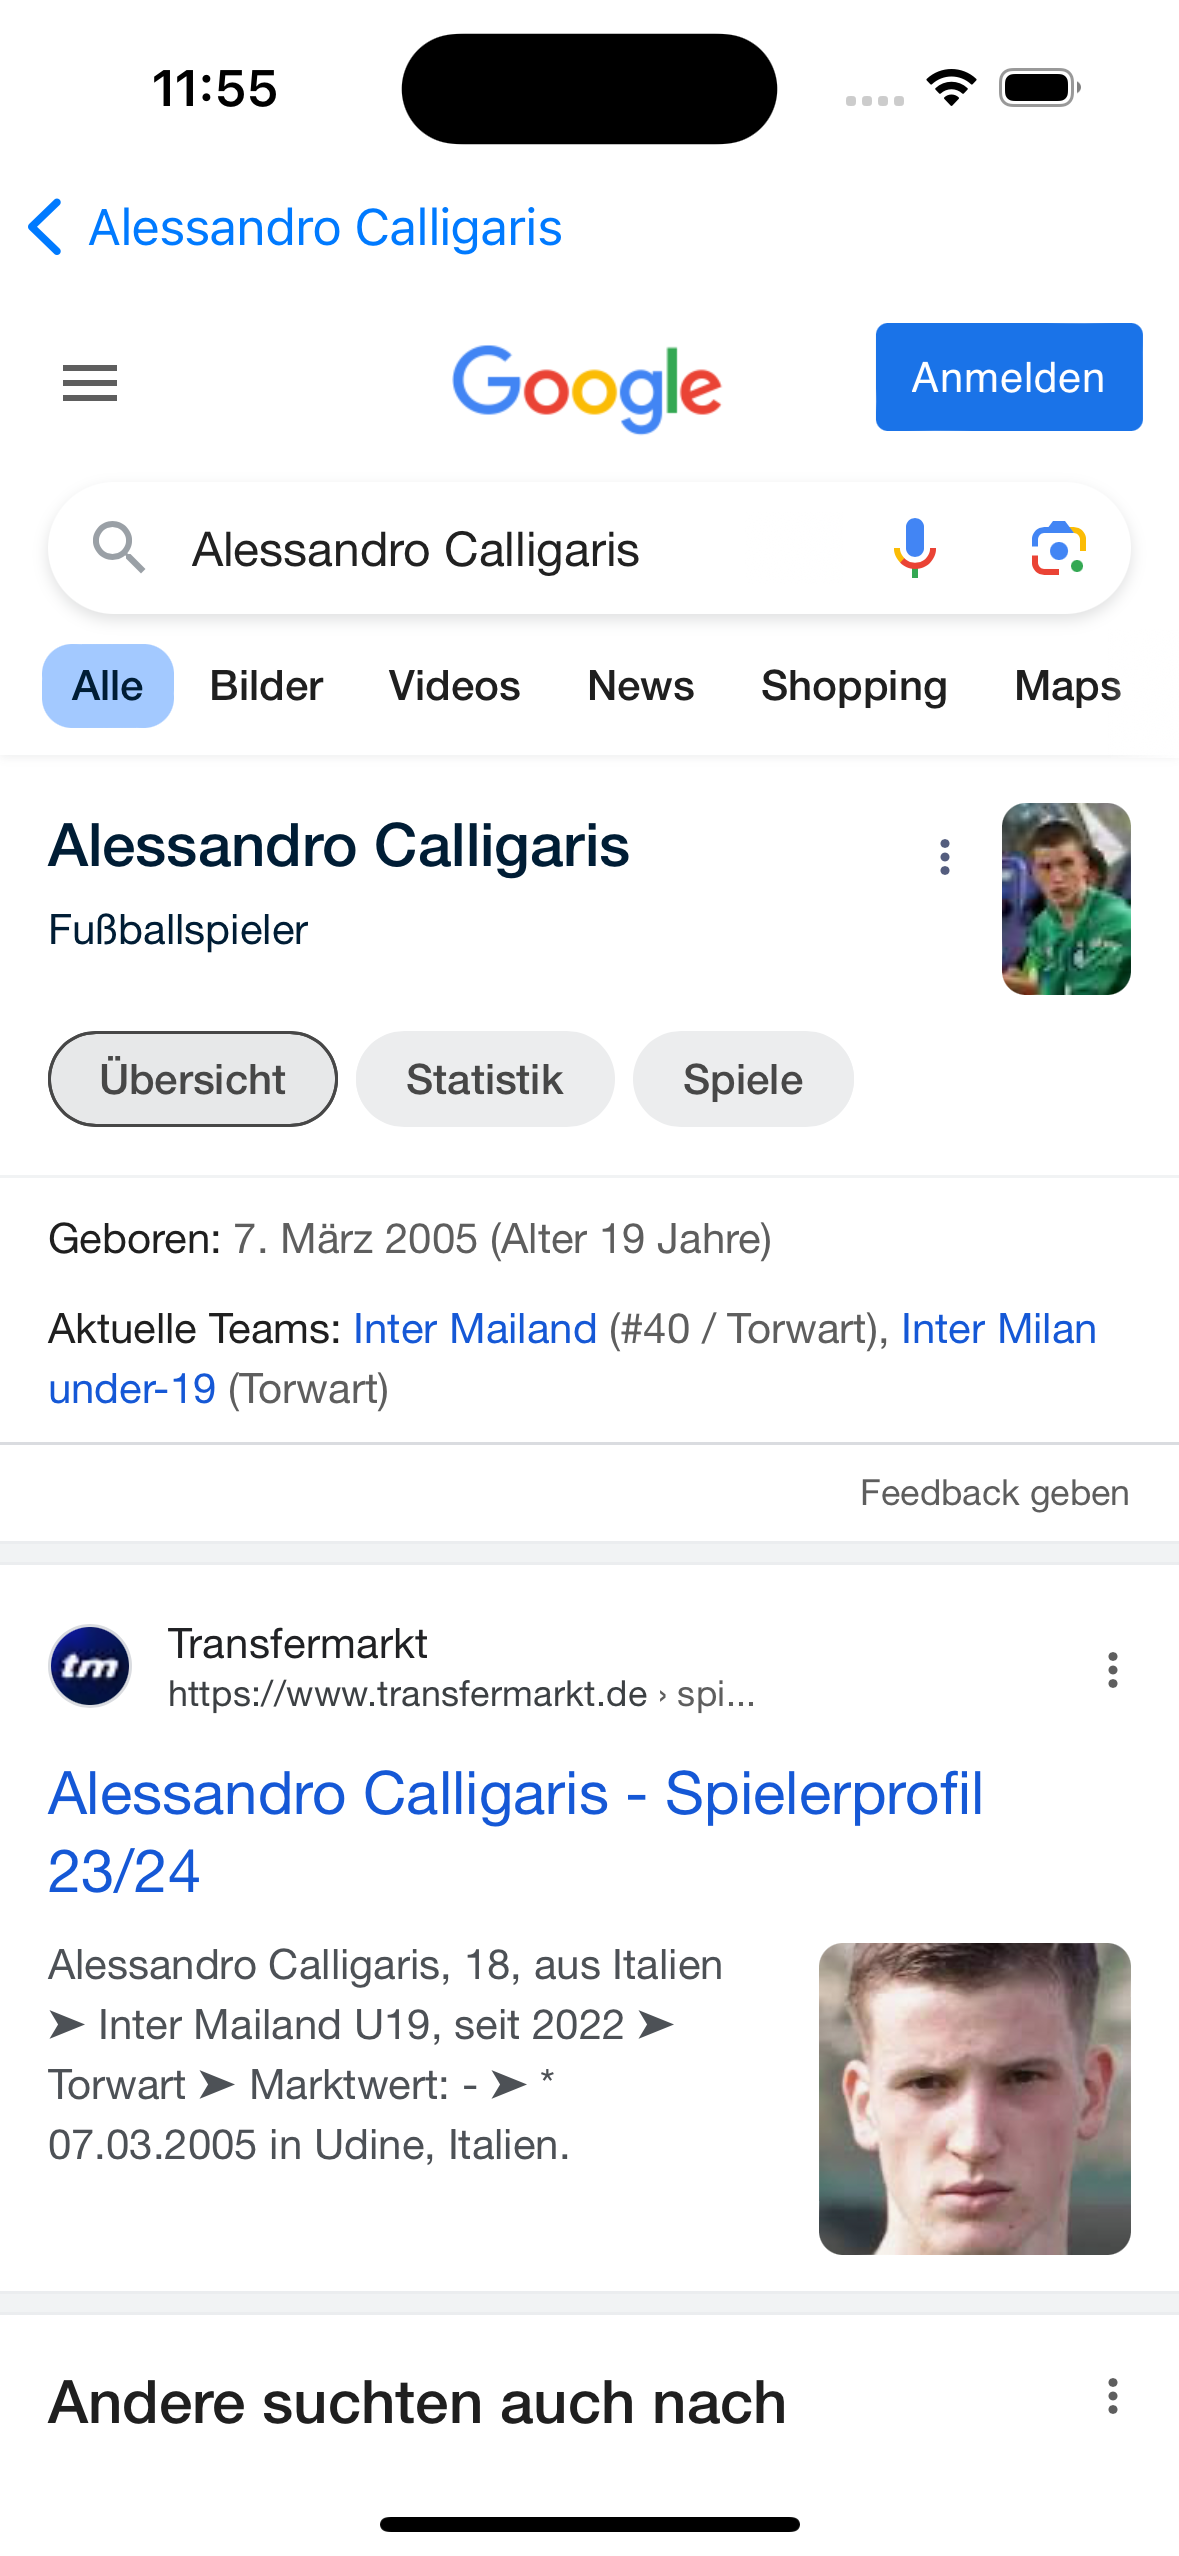 11:55
Alessandro Calligaris
Google
Anmelden
Alessandro Calligaris
Alle Bilder Videos News Shopping Maps
Alessandro Calligaris
Fußballspieler
Übersicht Statistik Spiele
Geboren: 7. März 2005 (Alter 19 Jahre)
Aktuelle Teams: Inter Mailand (#40 / Torwart), Inter Milan
under-19 (Torwart)
Feedback geben
tm
Transfermarkt
https://www.transfermarkt.de › spi...
Alessandro Calligaris - Spielerprofil
23/24
Alessandro Calligaris, 18, aus Italien
➤ Inter Mailand U19, seit 2022 ➤
Torwart ➤ Marktwert: - ➤ *
07.03.2005 in Udine, Italien.
Andere suchten auch nach